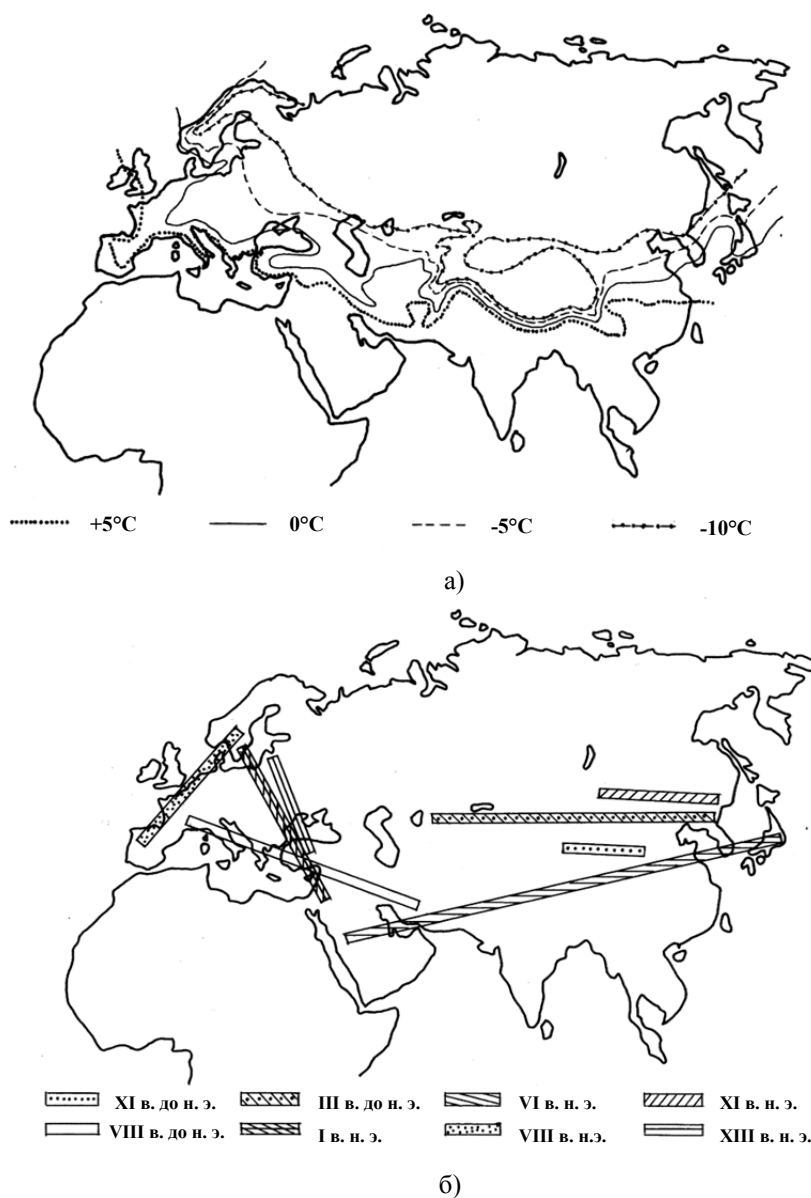 +5°C 0°C -5°C -10°C
а)
XI в. до н. э. III в. до н. э. VI в. н. э. XI в. н. э.
VIII в. до н. э. I в. н. э. VIII в. н.э. XIII в. н. э.
б)